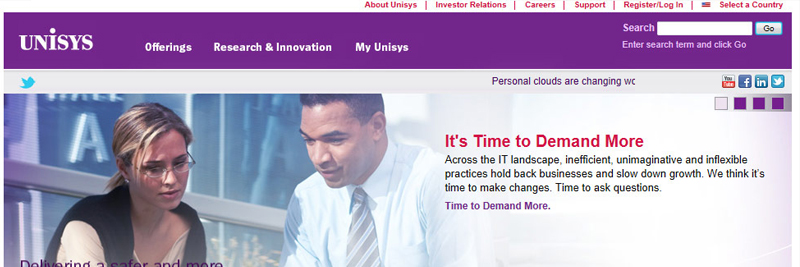 About Unisys | Investor Relations | Careers | Support | Register/Log In | Select a Country
UNISYS
Offerings Research & Innovation My Unisys
Search Go
Enter search term and click Go
Personal clouds are changing wo
You Tube f in
A
It's Time to Demand More
Across the IT landscape, inefficient, unimaginative and inflexible
practices hold back businesses and slow down growth. We think it's
time to make changes. Time to ask questions.
Time to Demand More.
Delivering a safer and more